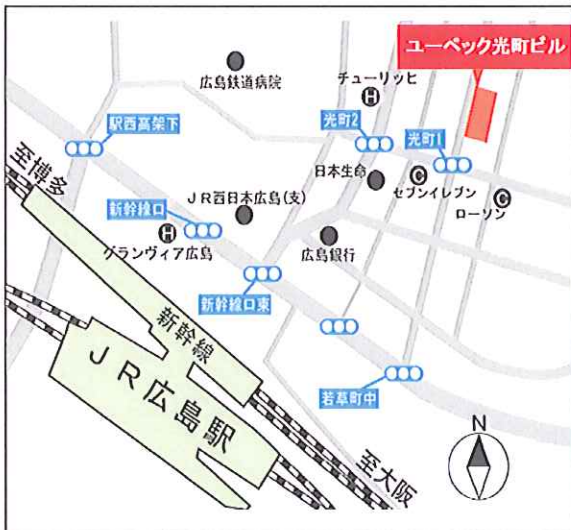 ユーペック光町ビル
チューリッヒ
広島鉄道病院
光町2
駅西高架下
光町1
至博多
日本生命
セブンイレブン
JR西日本広島(支)
ローソン
新幹線口
グランヴィア広島
広島銀行
新幹線口東
新幹線
JR広島駅
若草町中
至大阪
N
H
H
C
C